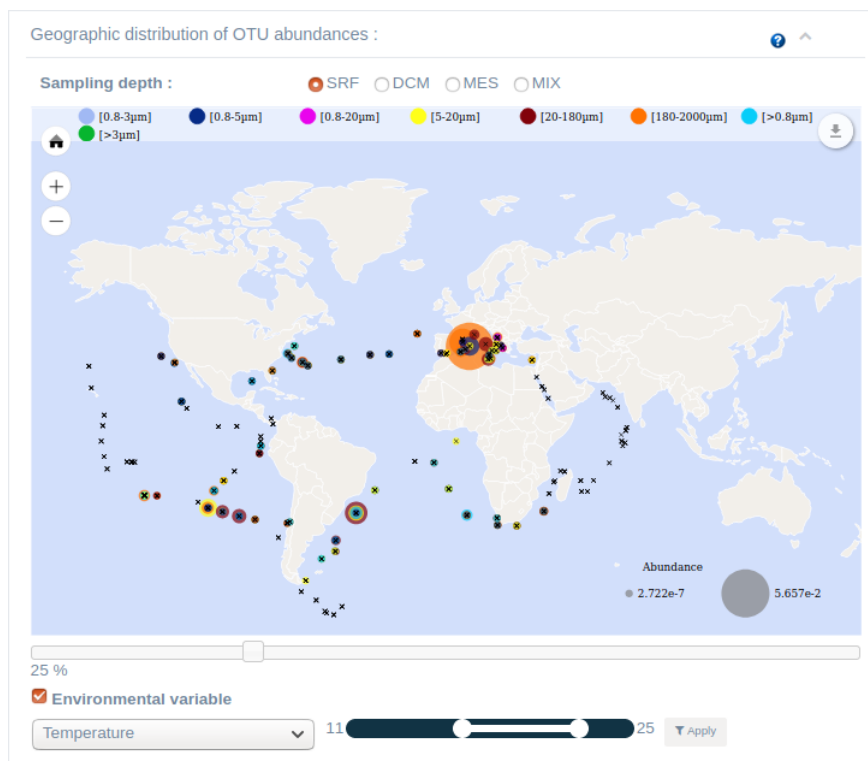 Geographic distribution of OTU abundances :
Sampling depth : SRF DCM MES MIX
[0.8-3µm] [0.8-5µm] [0.8-20µm] [5-20µm] [20-180µm] [180-2000µm] [>0.8µm]
[>3µm]
Abundance
2.722e-7 5.657e-2
25 %
Environmental variable
Temperature 11 25 Apply